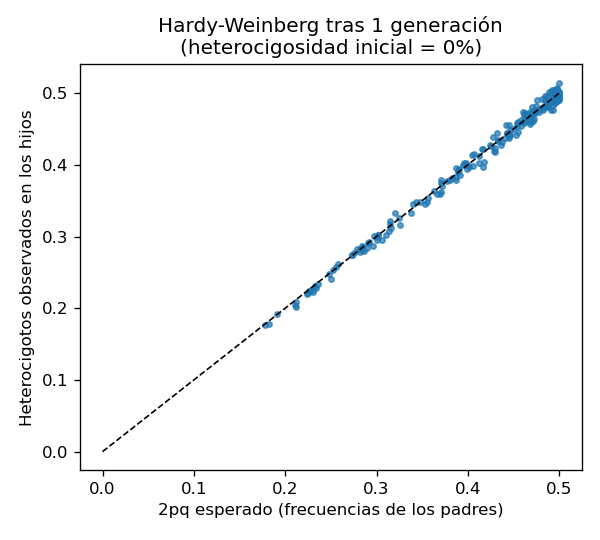 Hardy-Weinberg tras 1 generación
(heterocigosidad inicial = 0%)
Heterocigotos observados en los hijos
0.5
0.4
0.3
0.2
0.1
0.0
0.0 0.1 0.2 0.3 0.4 0.5
2pq esperado (frecuencias de los padres)